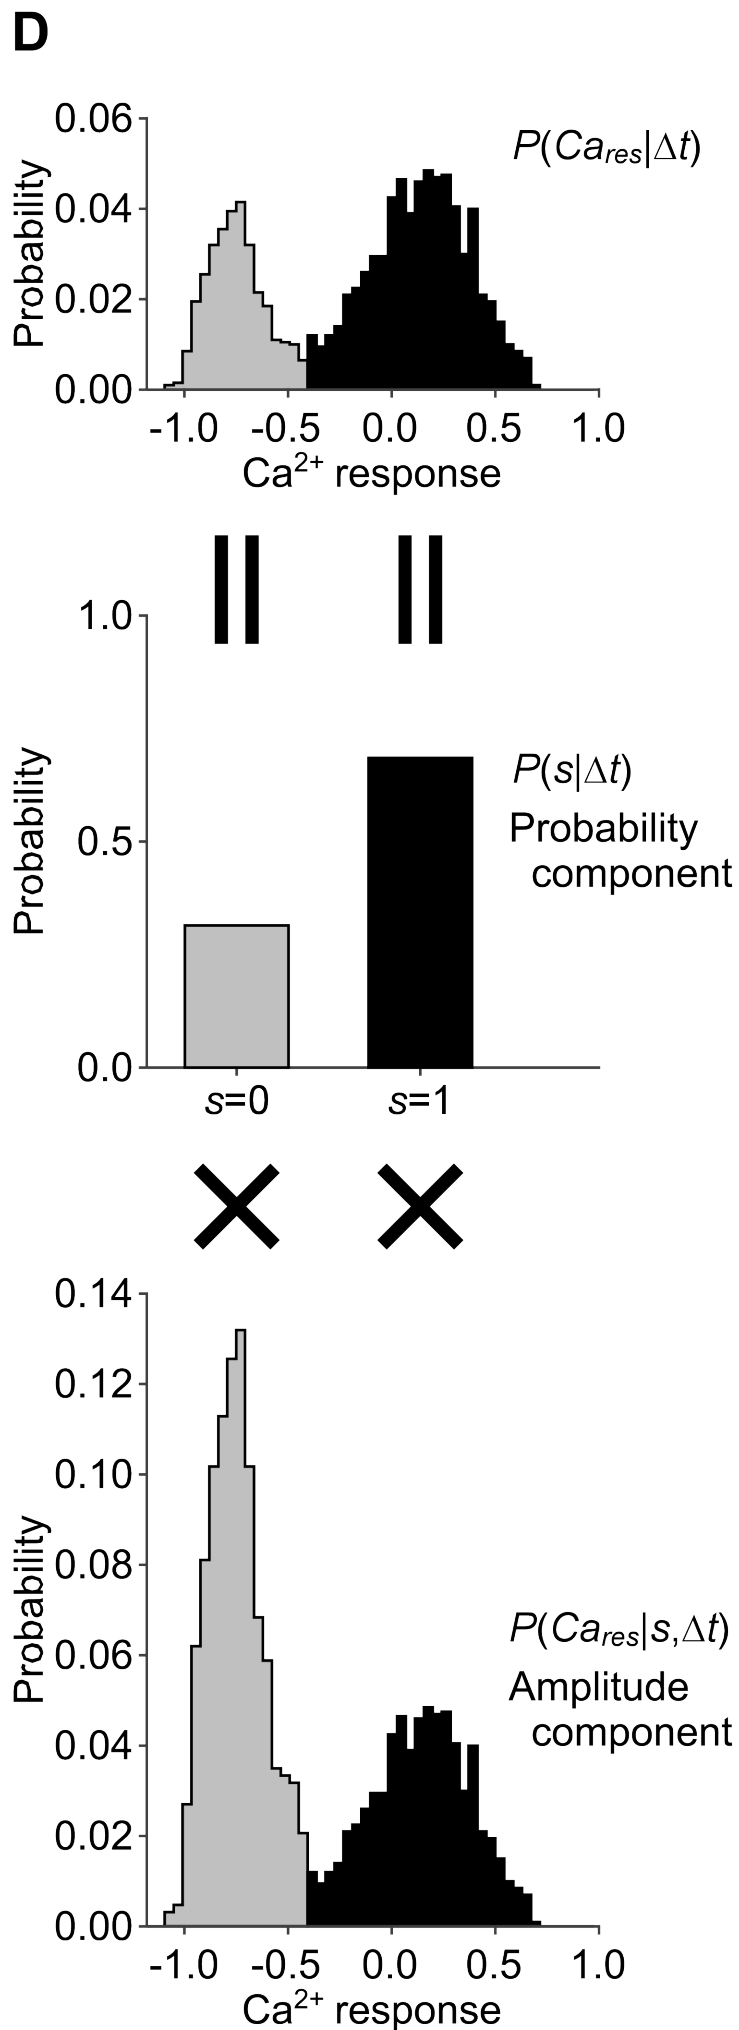 D
0.06
0.04
0.02
0.00
Probability
P(Ca_res|Δt)
-1.0 -0.5 0.0 0.5 1.0
Ca²⁺ response
1.0
0.5
0.0
Probability
P(s|Δt)
Probability
component
s=0 s=1
0.14
0.12
0.10
0.08
0.06
0.04
0.02
0.00
Probability
P(Ca_res|s,Δt)
Amplitude
component
-1.0 -0.5 0.0 0.5 1.0
Ca²⁺ response